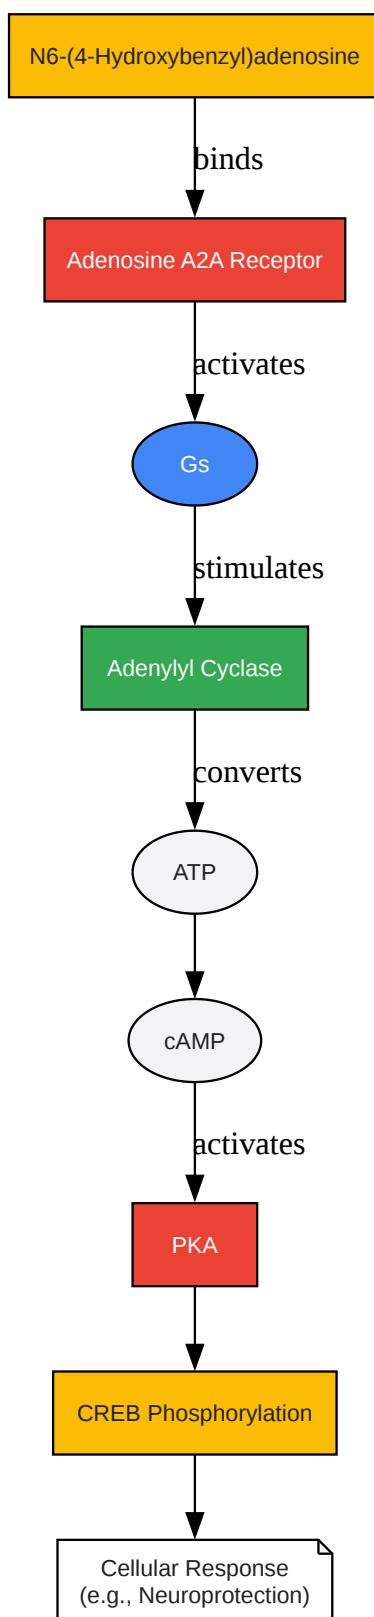 N6-(4-Hydroxybenzyl)adenosine
binds
Adenosine A2A Receptor
activates
Gs
stimulates
Adenylyl Cyclase
converts
ATP
cAMP
activates
PKA
CREB Phosphorylation
Cellular Response
(e.g., Neuroprotection)